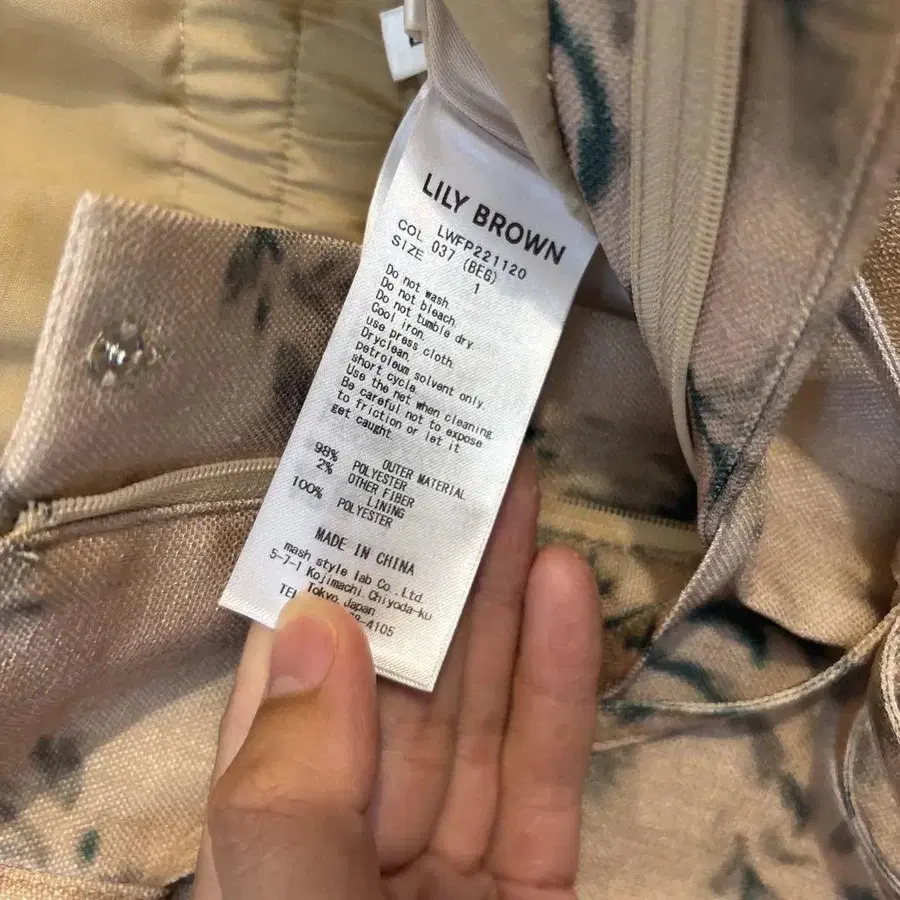 LILY BROWN
LWFP221120
COL 037 (BEG)
SIZE 1
Do not wash.
Do not bleach.
Do not tumble dry.
Cool iron.
use press cloth.
Dryclean.
petroleum solvent only.
short cycle.
Use the net when cleaning.
Be careful not to expose
to friction or let it
get caught.
OUTER MATERIAL
98% POLYESTER
2% OTHER FIBER
LINING
100% POLYESTER
MADE IN CHINA
mash style lab Co.,Ltd.
5-7-1 Kojimachi Chiyoda-ku
Tokyo, Japan
TEL 8-4105